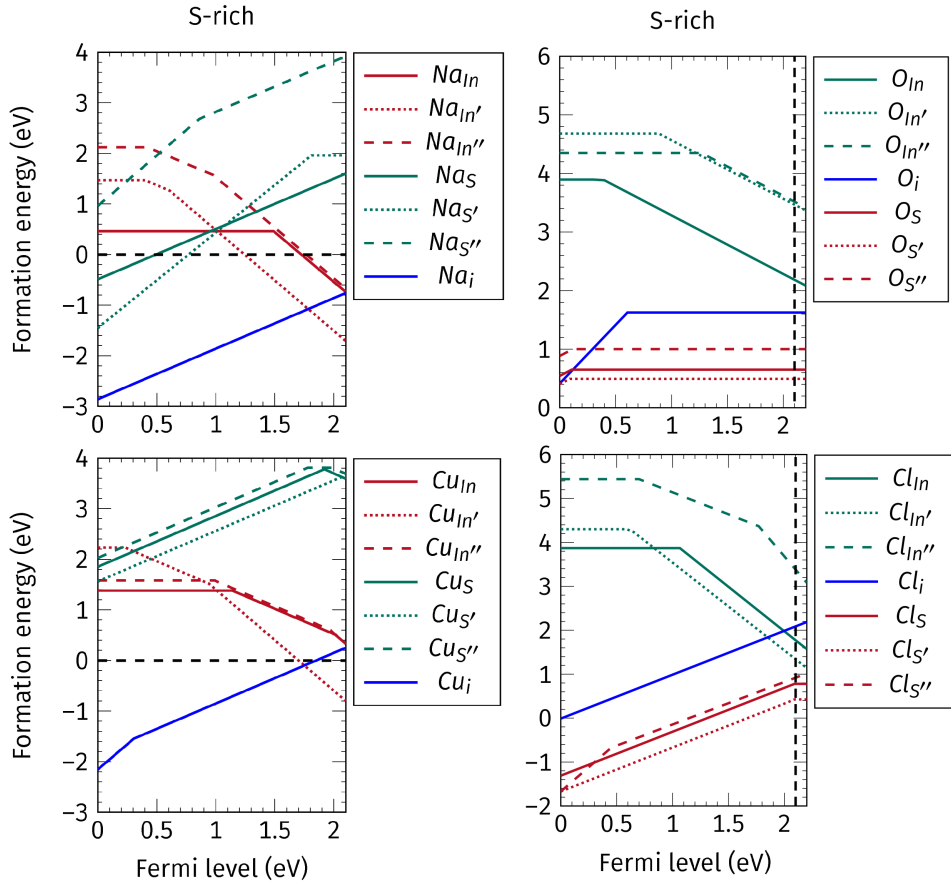 S-rich
S-rich
Formation energy (eV)
4
3
2
1
0
−1
−2
−3
0
0.5
1
1.5
2
Na_In
Na_In′
Na_In″
Na_S
Na_S′
Na_S″
Na_i
6
5
4
3
2
1
0
0
0.5
1
1.5
2
O_In
O_In′
O_In″
O_i
O_S
O_S′
O_S″
Formation energy (eV)
4
3
2
1
0
−1
−2
−3
0
0.5
1
1.5
2
Fermi level (eV)
Cu_In
Cu_In′
Cu_In″
Cu_S
Cu_S′
Cu_S″
Cu_i
6
5
4
3
2
1
0
−1
−2
0
0.5
1
1.5
2
Fermi level (eV)
Cl_In
Cl_In′
Cl_In″
Cl_i
Cl_S
Cl_S′
Cl_S″